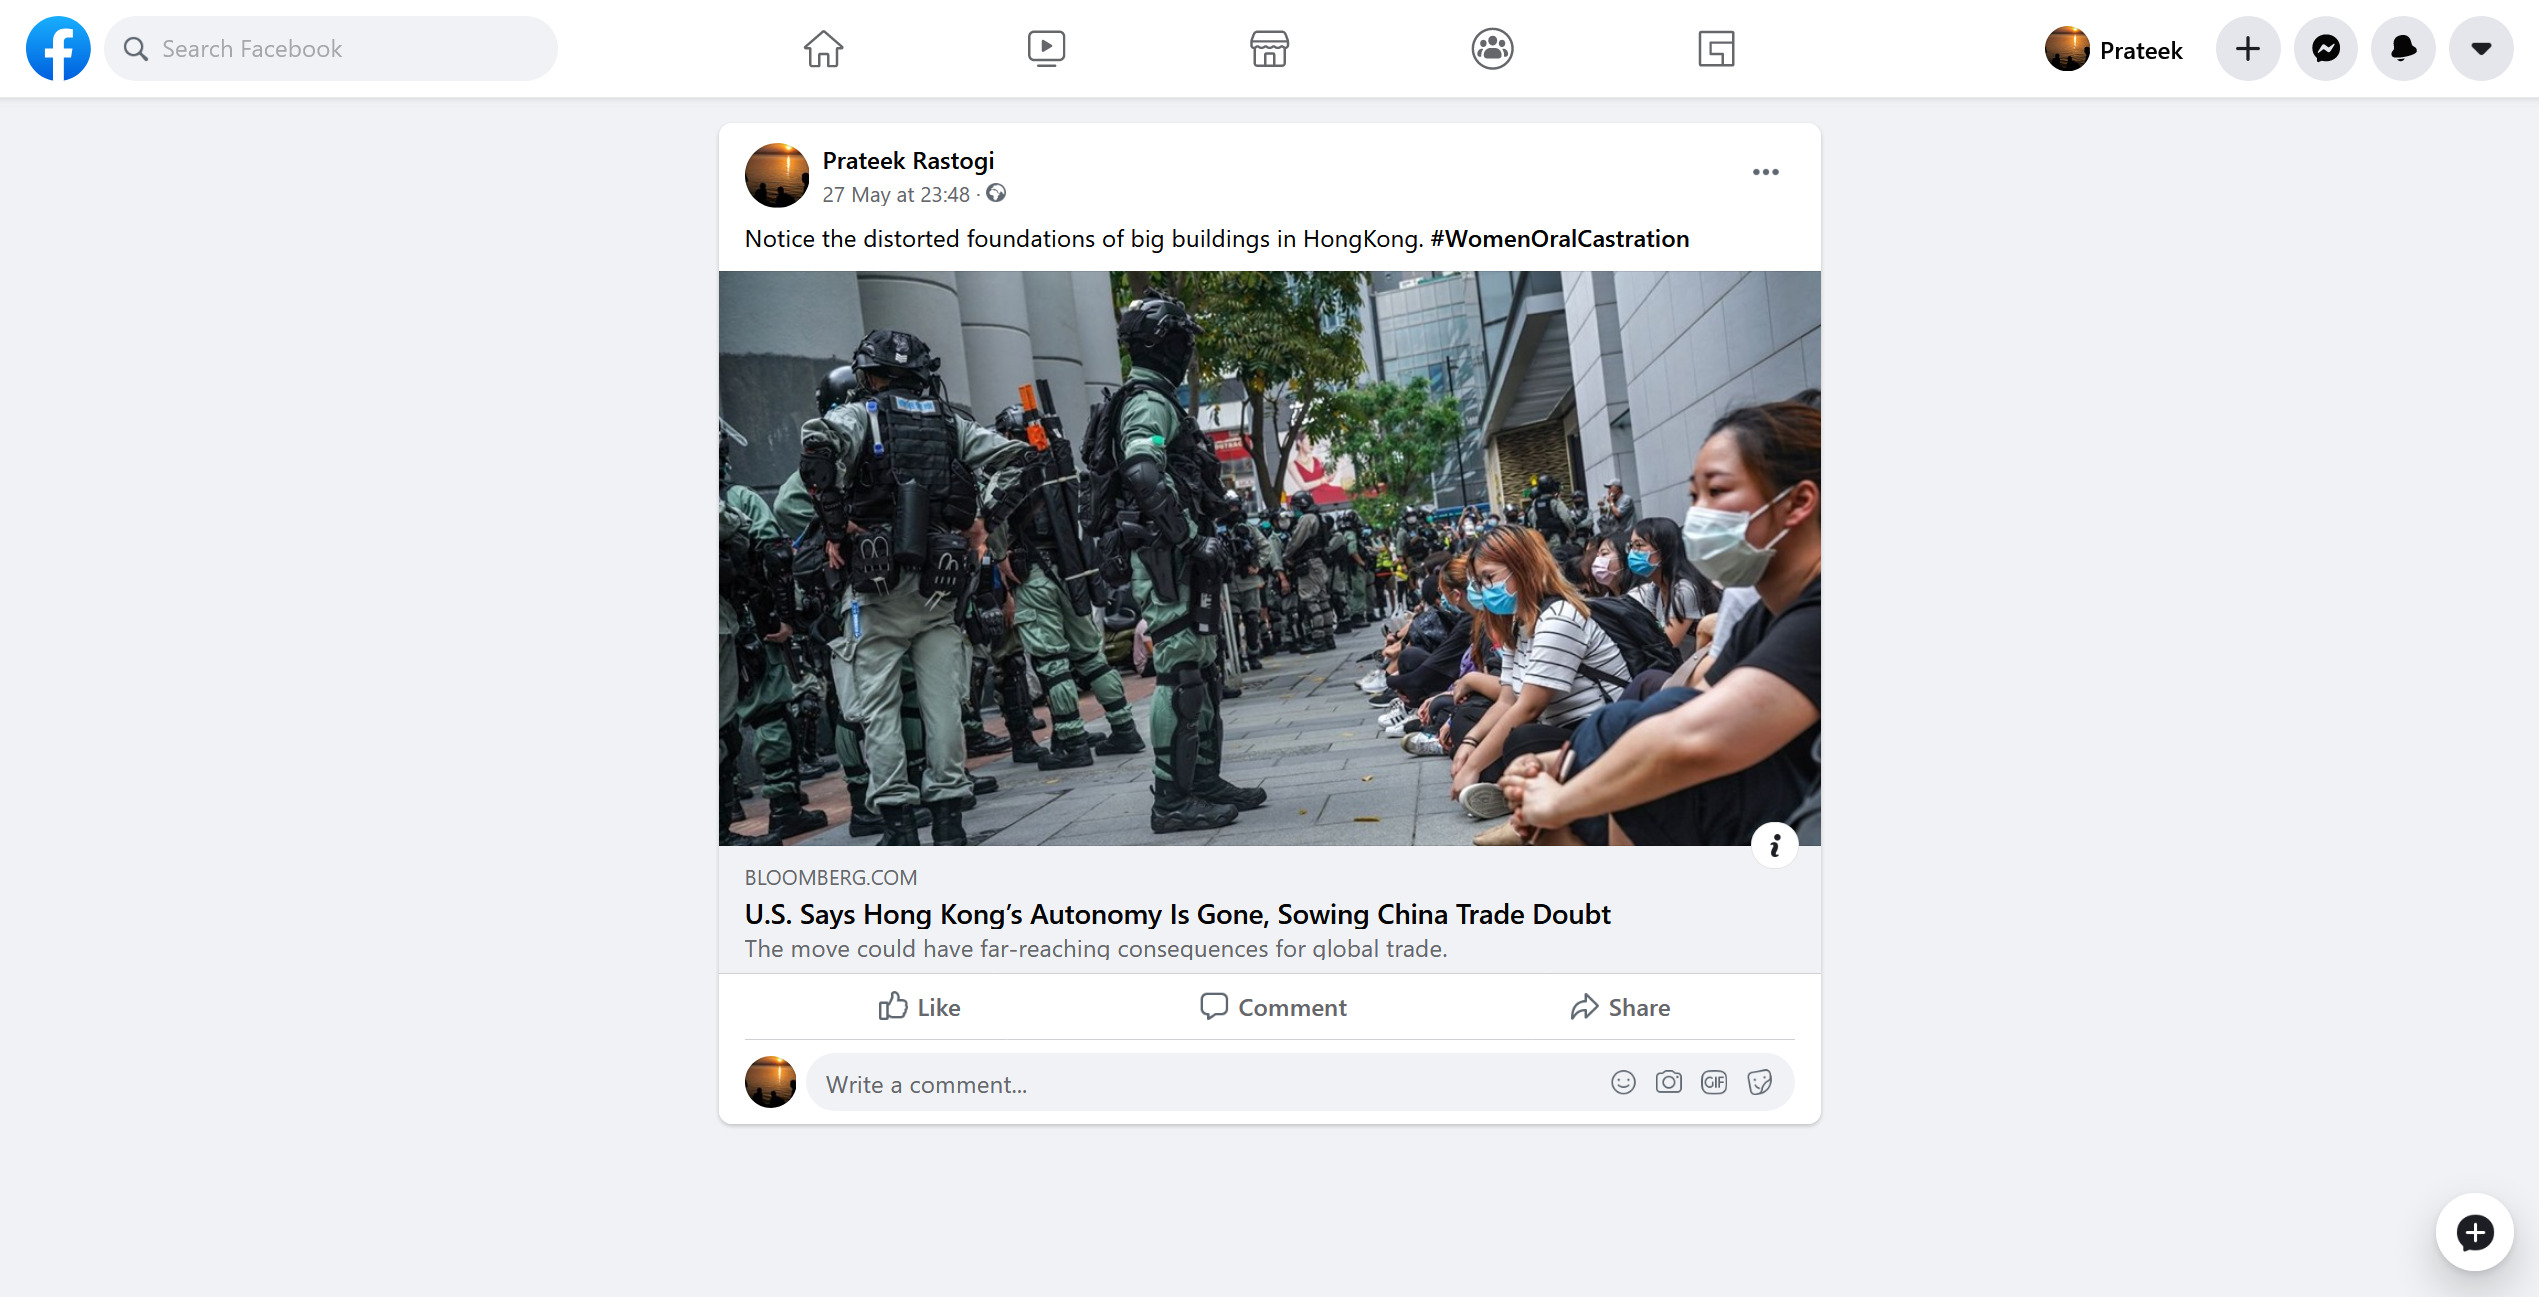 Search Facebook
Prateek
Prateek Rastogi
27 May at 23:48 ·
Notice the distorted foundations of big buildings in HongKong. #WomenOralCastration
BLOOMBERG.COM
U.S. Says Hong Kong’s Autonomy Is Gone, Sowing China Trade Doubt
The move could have far-reaching consequences for global trade.
Like
Comment
Share
Write a comment...
GIF